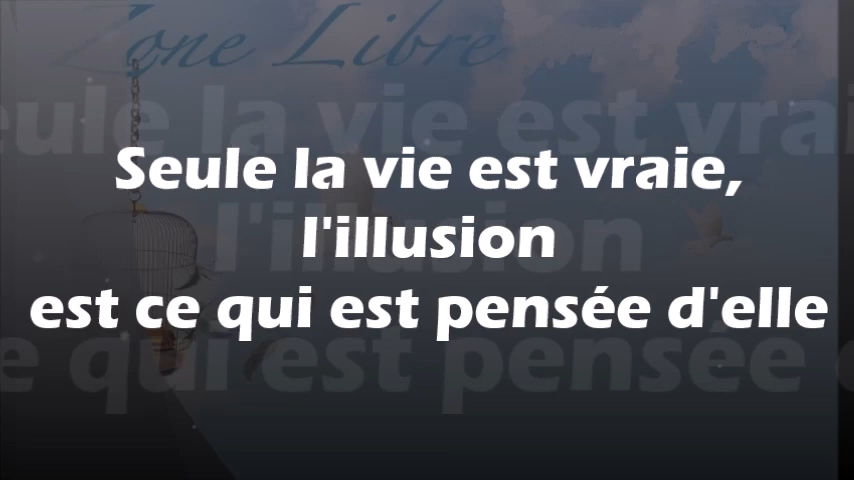 Zone Libre
Seule la vie est vraie,
l'illusion
est ce qui est pensée d'elle